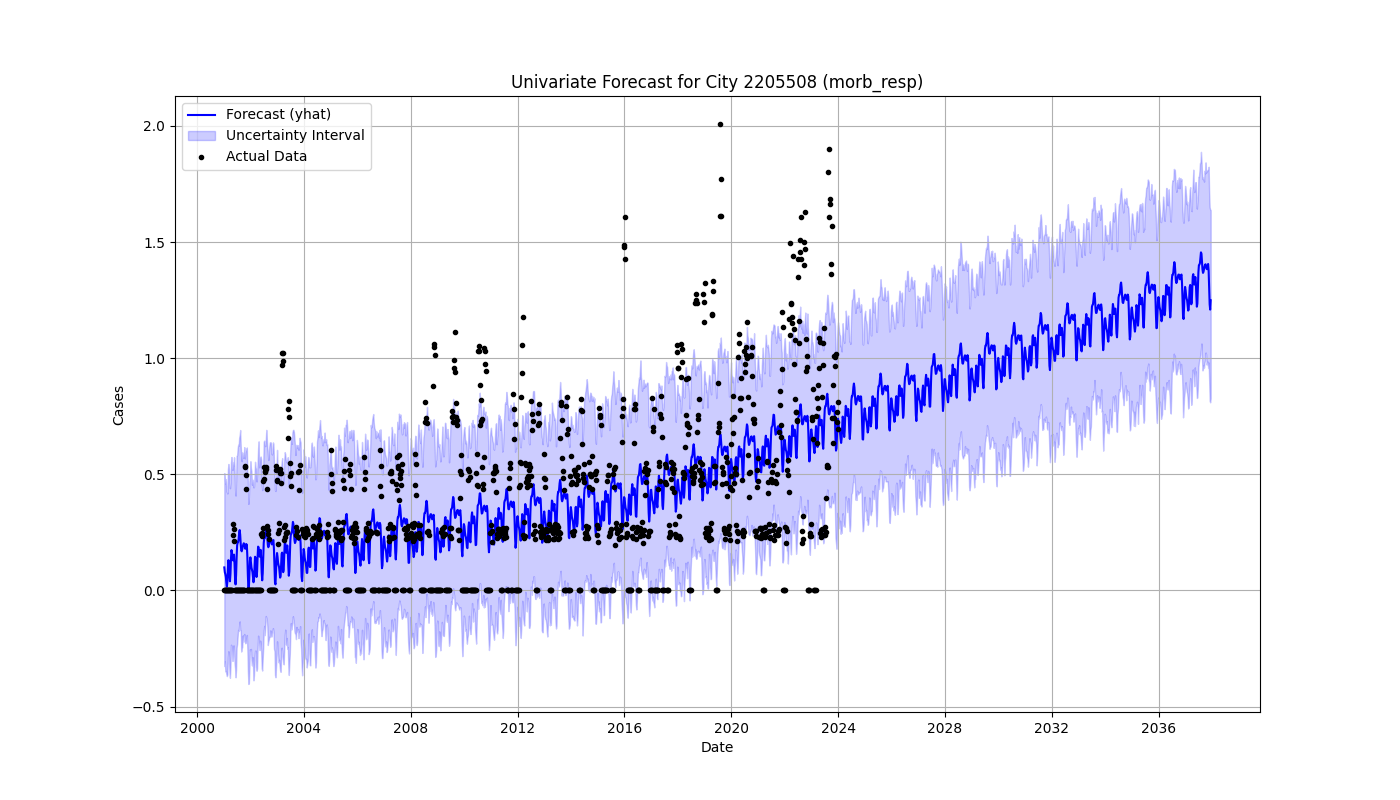 Univariate Forecast for City 2205508 (morb_resp)
Forecast (yhat)
Uncertainty Interval
Actual Data
Cases
2.0
1.5
1.0
0.5
0.0
−0.5
2000 2004 2008 2012 2016 2020 2024 2028 2032 2036
Date